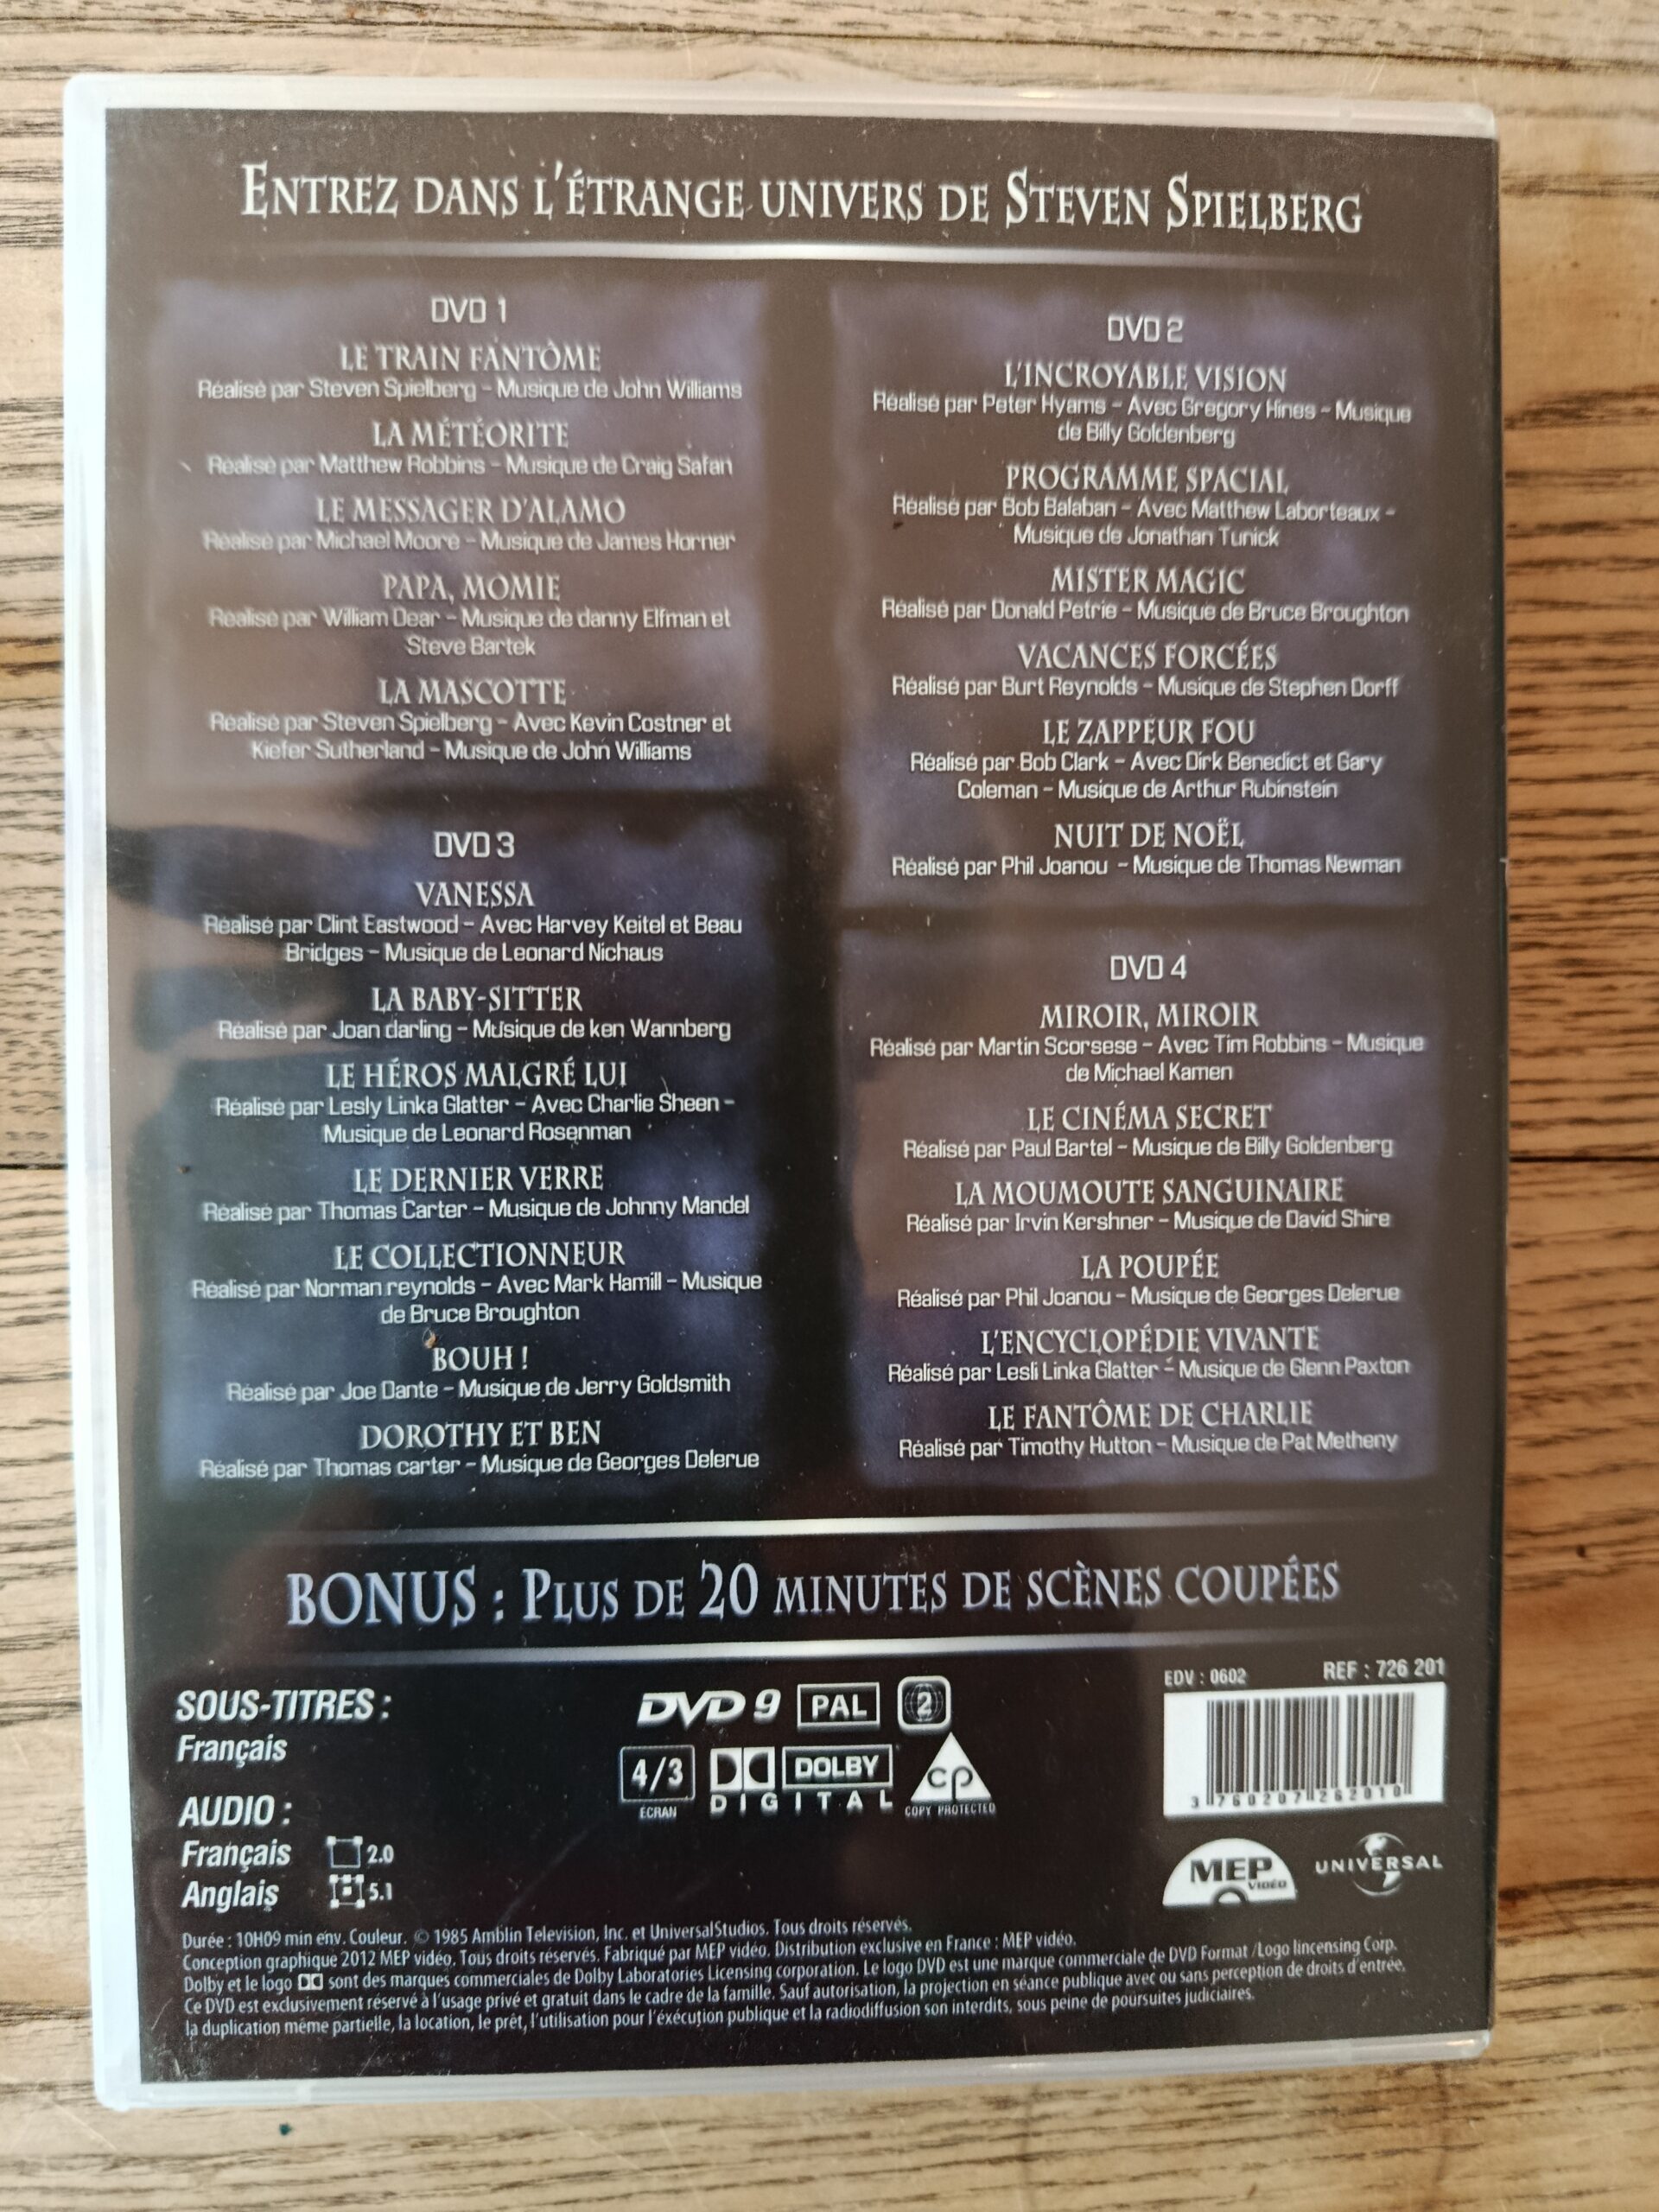 ENTREZ DANS L'ÉTRANGE UNIVERS DE STEVEN SPIELBERG
DVD 1
LE TRAIN FANTÔME
Réalisé par Steven Spielberg - Musique de John Williams
LA MÉTÉORITE
Réalisé par Matthew Robbins - Musique de Craig Safan
LE MESSAGER D'ALAMO
Réalisé par Michael Moore - Musique de James Horner
PAPA, MOMIE
Réalisé par William Dear - Musique de danny Elfman et
Steve Bartek
LA MASCOTTE
Réalisé par Steven Spielberg - Avec Kevin Costner et
Kiefer Sutherland - Musique de John Williams
DVD 2
L'INCROYABLE VISION
Réalisé par Peter Hyams - Avec Gregory Hines - Musique
de Billy Goldenberg
PROGRAMME SPACIAL
Réalisé par Bob Balaban - Avec Matthew Laborteaux -
Musique de Jonathan Tunick
MISTER MAGIC
Réalisé par Donald Petrie - Musique de Bruce Broughton
VACANCES FORCÉES
Réalisé par Burt Reynolds - Musique de Stephen Dorff
LE ZAPPEUR FOU
Réalisé par Bob Clark - Avec Dirk Benedict et Gary
Coleman - Musique de Arthur Rubinstein
NUIT DE NOËL
Réalisé par Phil Joanou - Musique de Thomas Newman
DVD 3
VANESSA
Réalisé par Clint Eastwood - Avec Harvey Keitel et Beau
Bridges - Musique de Leonard Nichaus
LA BABY-SITTER
Réalisé par Joan darling - Musique de ken Wannberg
LE HÉROS MALGRÉ LUI
Réalisé par Lesly Linka Glatter - Avec Charlie Sheen -
Musique de Leonard Rosenman
LE DERNIER VERRE
Réalisé par Thomas Carter - Musique de Johnny Mandel
LE COLLECTIONNEUR
Réalisé par Norman reynolds - Avec Mark Hamill - Musique
de Bruce Broughton
BOUH !
Réalisé par Joe Dante - Musique de Jerry Goldsmith
DOROTHY ET BEN
Réalisé par Thomas carter - Musique de Georges Delerue
DVD 4
MIROIR, MIROIR
Réalisé par Martin Scorsese - Avec Tim Robbins - Musique
de Michael Kamen
LE CINÉMA SECRET
Réalisé par Paul Bartel - Musique de Billy Goldenberg
LA MOUMOUTE SANGUINAIRE
Réalisé par Irvin Kershner - Musique de David Shire
LA POUPÉE
Réalisé par Phil Joanou - Musique de Georges Delerue
L'ENCYCLOPÉDIE VIVANTE
Réalisé par Lesli Linka Glatter - Musique de Glenn Paxton
LE FANTÔME DE CHARLIE
Réalisé par Timothy Hutton - Musique de Pat Metheny
BONUS : PLUS DE 20 MINUTES DE SCÈNES COUPÉES
SOUS-TITRES :
Français
AUDIO :
Français 2.0
Anglais 5.1
DVD 9 PAL 2
4/3 DOLBY CP
ÉCRAN DIGITAL COPY PROTECTED
EDV : 0602 REF : 726 201
3 760207 262010
MEP VIDÉO UNIVERSAL
Durée : 10H09 min env. Couleur. © 1985 Amblin Television, Inc. et UniversalStudios. Tous droits réservés.
Conception graphique 2012 MEP vidéo. Tous droits réservés. Fabriqué par MEP vidéo. Distribution exclusive en France : MEP vidéo.
Dolby et le logo sont des marques commerciales de Dolby Laboratories Licensing corporation. Le logo DVD est une marque commerciale de DVD Format /Logo lincensing Corp.
Ce DVD est exclusivement réservé à l'usage privé et gratuit dans le cadre de la famille. Sauf autorisation, la projection en séance publique avec ou sans perception de droits d'entrée,
la duplication même partielle, la location, le prêt, l'utilisation pour l'éxécution publique et la radiodiffusion son interdits, sous peine de poursuites judiciaires.